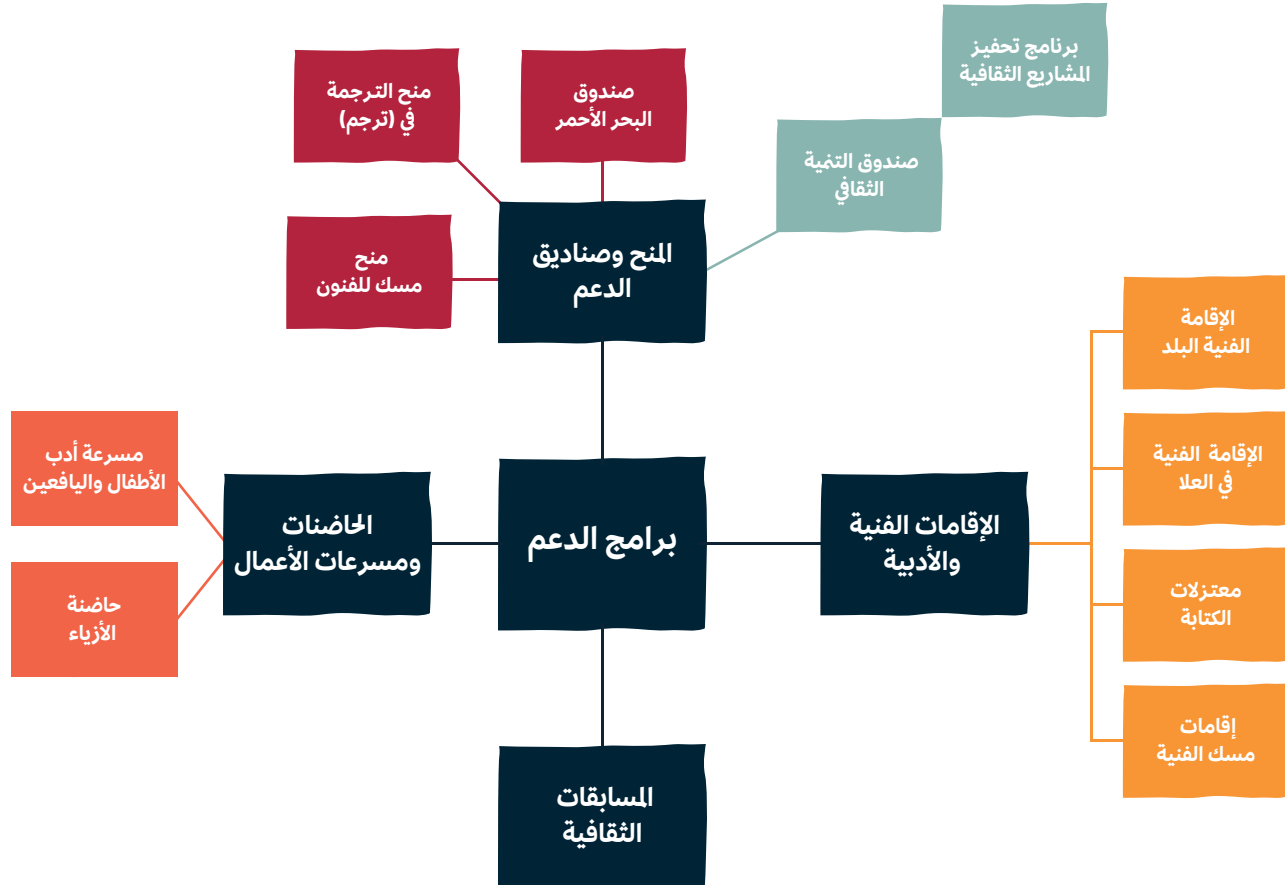 برنامج تحفيز
المشاريع الثقافية
صندوق التنمية
الثقافي
صندوق
البحر الأحمر
منح الترجمة
في (ترجم)
منح
مسك للفنون
المنح وصناديق
الدعم
الإقامة
الفنية البلد
الإقامة الفنية
في العلا
معتزلات
الكتابة
إقامات
مسك الفنية
الإقامات الفنية
والأدبية
برامج الدعم
الحاضنات
ومسرعات الأعمال
مسرعة أدب
الأطفال واليافعين
حاضنة
الأزياء
المسابقات
الثقافية